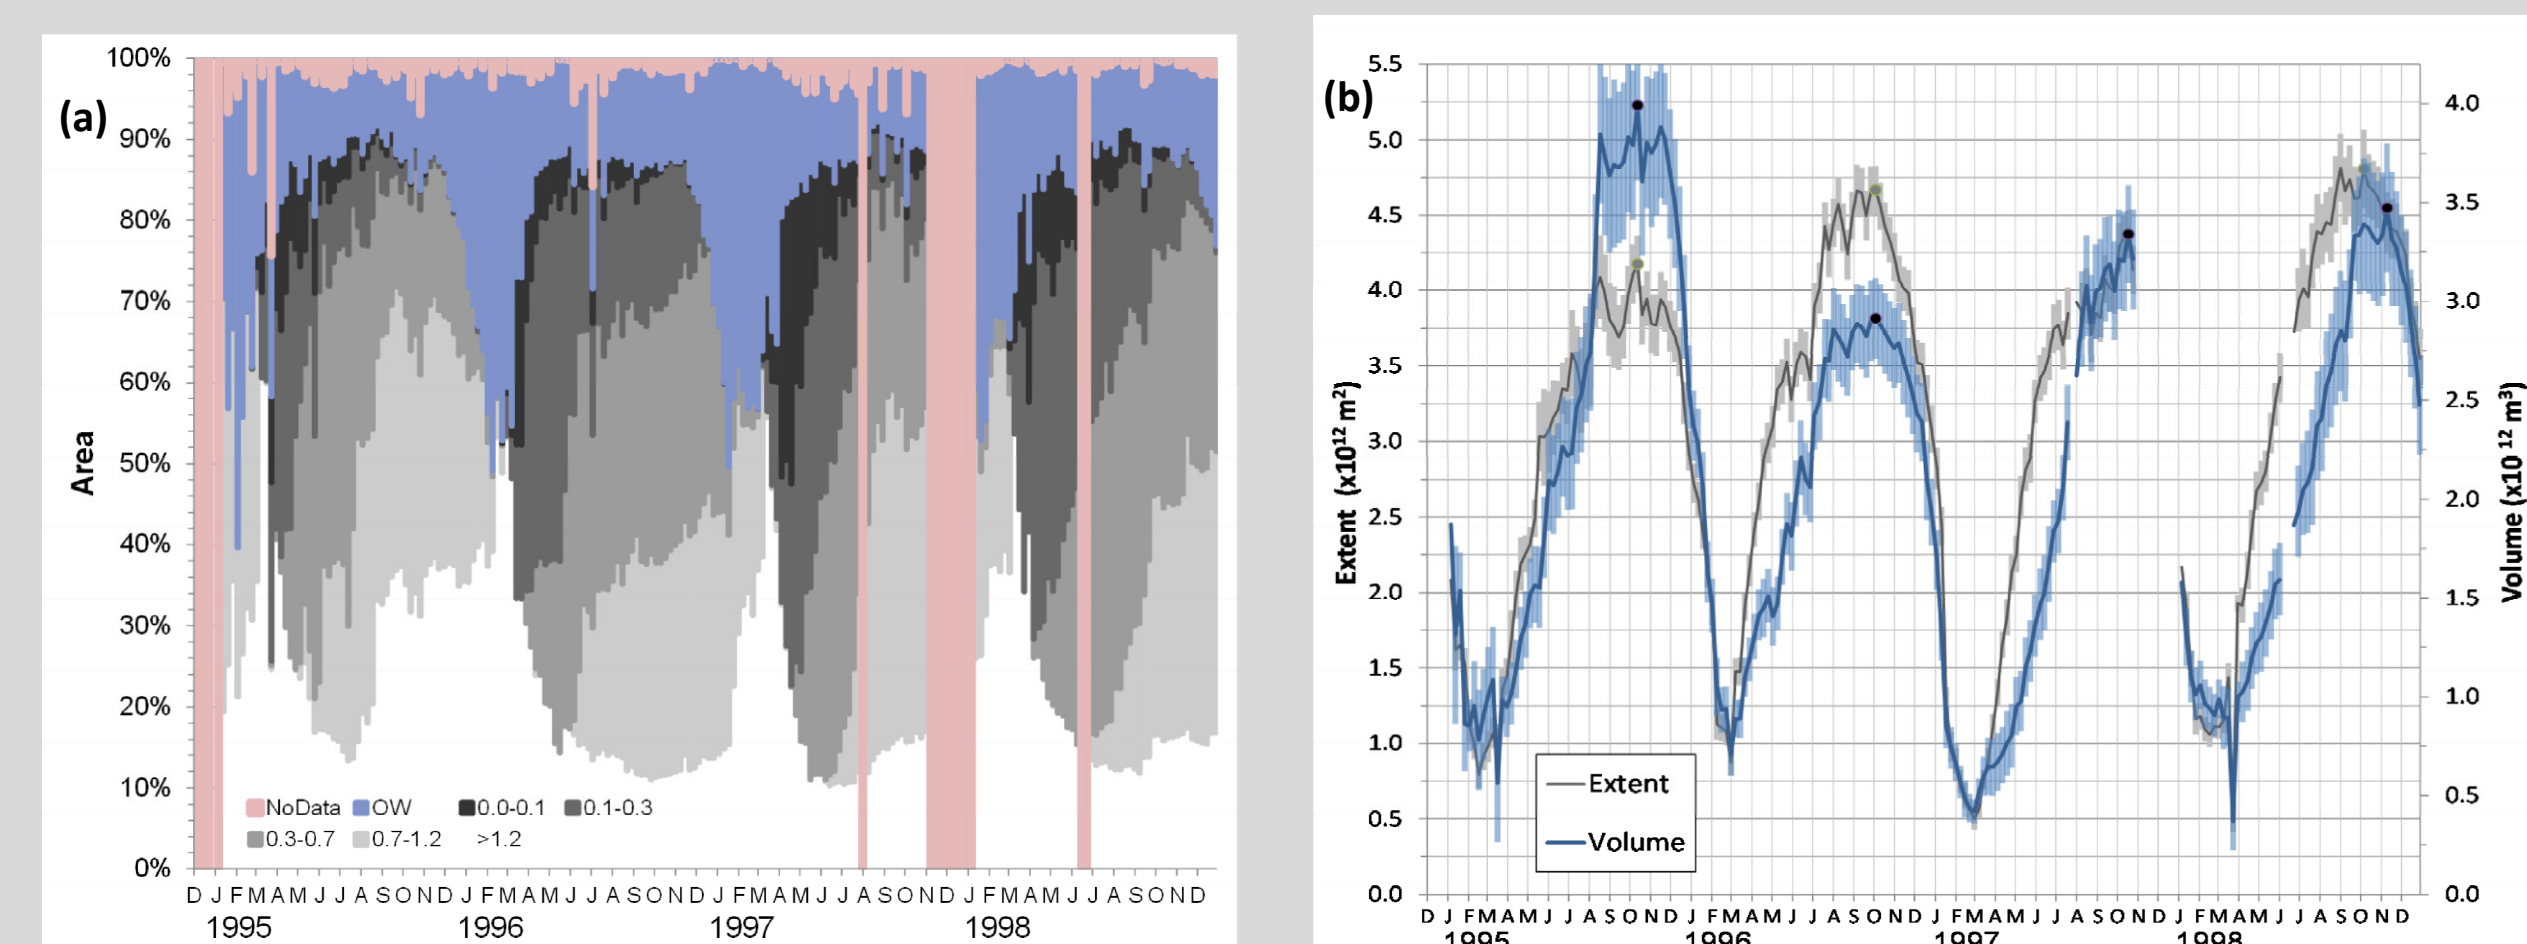 (a)
100%
90%
80%
70%
60%
50%
40%
30%
20%
10%
0%
Area
NoData OW 0.0-0.1 0.1-0.3
0.3-0.7 0.7-1.2 >1.2
D J F M A M J J A S O N D J F M A M J J A S O N D J F M A M J J A S O N D J F M A M J J A S O N D
1995 1996 1997 1998
(b)
5.5
5.0
4.5
4.0
3.5
3.0
2.5
2.0
1.5
1.0
0.5
0.0
Extent (x10¹² m²)
Extent
Volume
4.0
3.5
3.0
2.5
2.0
1.5
1.0
0.5
0.0
Volume (x10 ¹² m³)
D J F M A M J J A S O N D J F M A M J J A S O N D J F M A M J J A S O N D J F M A M J J A S O N D
1995 1996 1997 1998